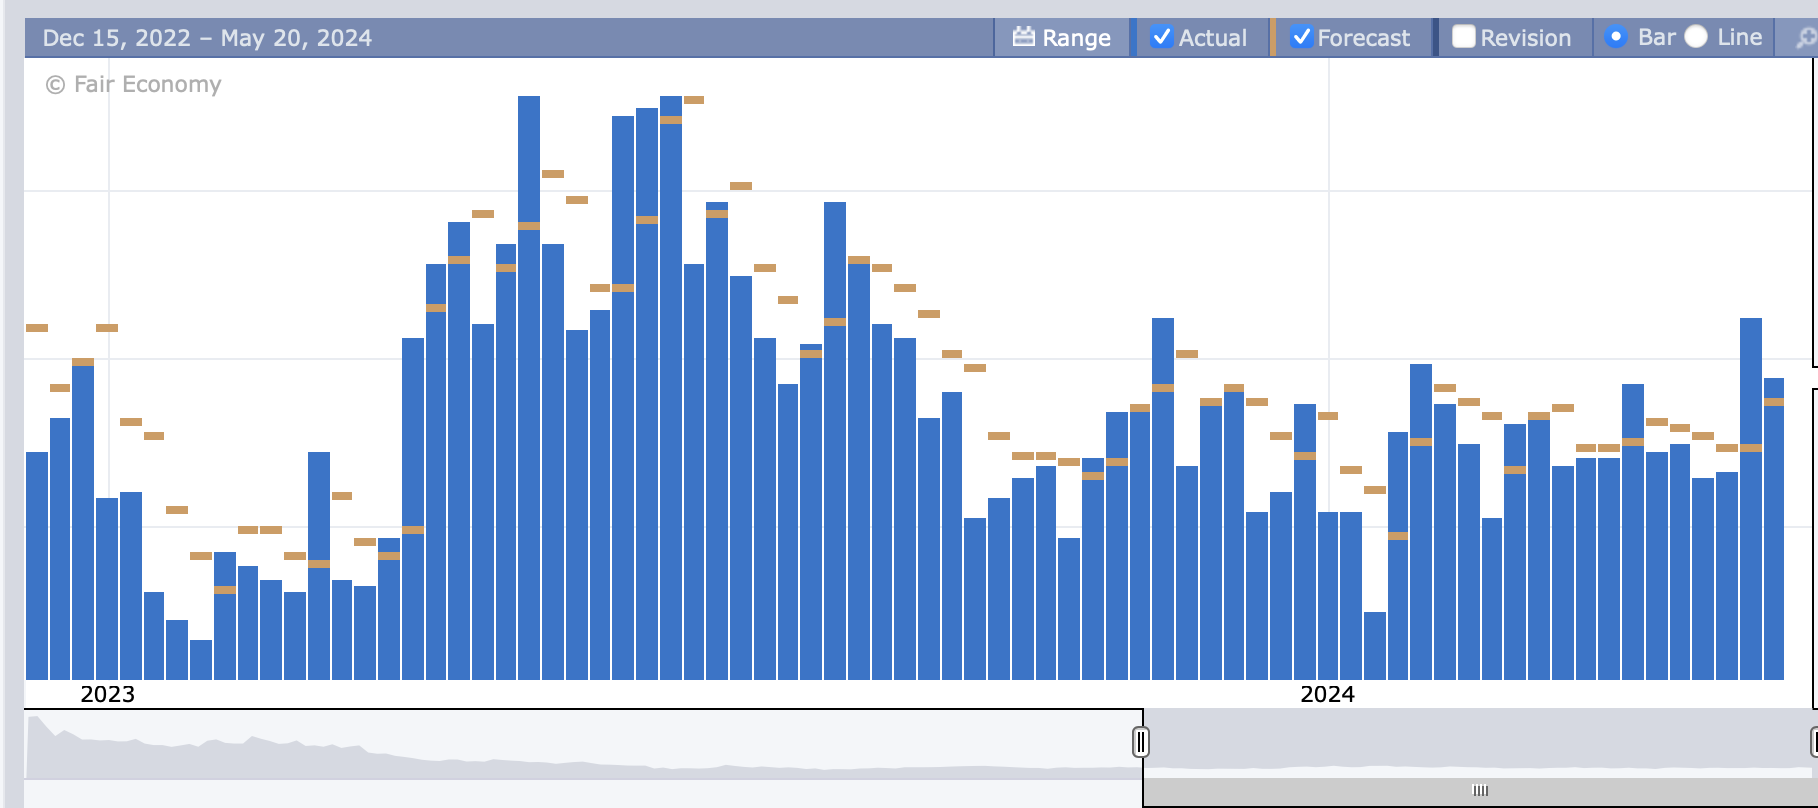 Dec 15, 2022 – May 20, 2024 Range Actual Forecast Revision Bar Line
© Fair Economy
2023 2024